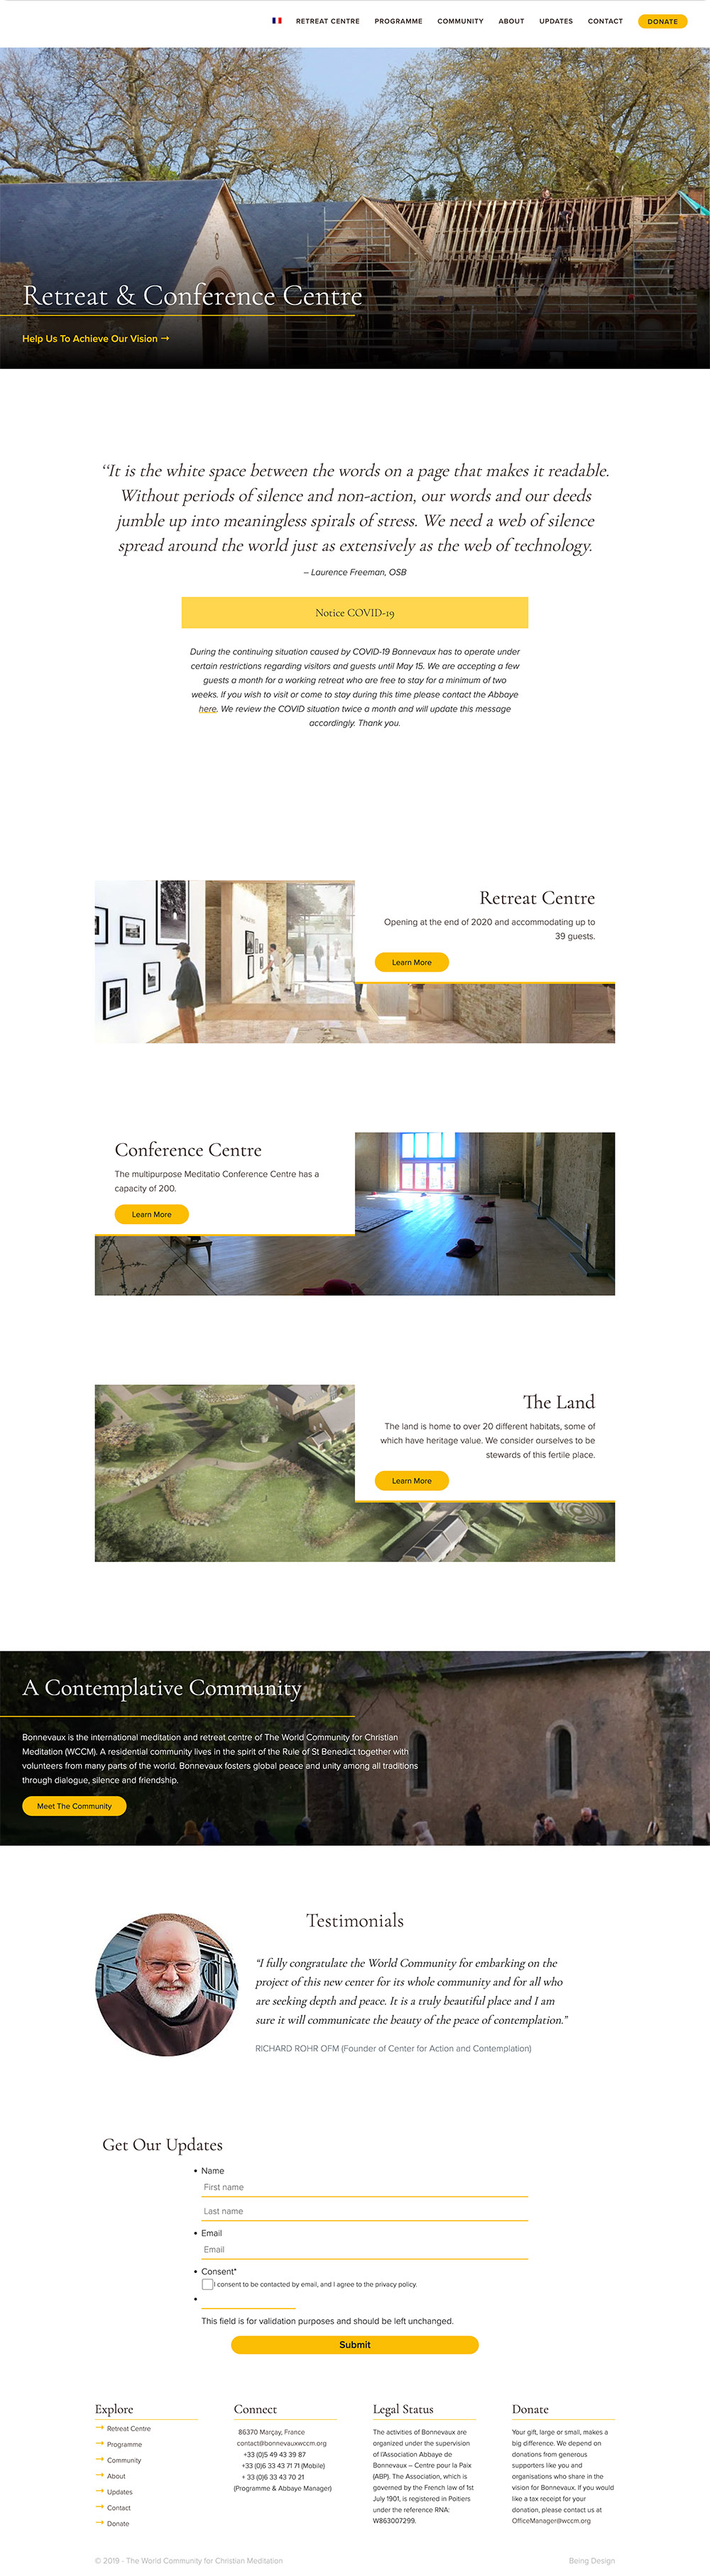 RETREAT CENTRE PROGRAMME COMMUNITY ABOUT UPDATES CONTACT DONATE
Retreat & Conference Centre
Help Us To Achieve Our Vision →
“It is the white space between the words on a page that makes it readable.
Without periods of silence and non-action, our words and our deeds
jumble up into meaningless spirals of stress. We need a web of silence
spread around the world just as extensively as the web of technology.
– Laurence Freeman, OSB
Notice COVID-19
During the continuing situation caused by COVID-19 Bonnevaux has to operate under
certain restrictions regarding visitors and guests until May 15. We are accepting a few
guests a month for a working retreat who are free to stay for a minimum of two
weeks. If you wish to visit or come to stay during this time please contact the Abbaye
here. We review the COVID situation twice a month and will update this message
accordingly. Thank you.
Retreat Centre
Opening at the end of 2020 and accommodating up to
39 guests.
Learn More
Conference Centre
The multipurpose Meditatio Conference Centre has a
capacity of 200.
Learn More
The Land
The land is home to over 20 different habitats, some of
which have heritage value. We consider ourselves to be
stewards of this fertile place.
Learn More
A Contemplative Community
Bonnevaux is the international meditation and retreat centre of The World Community for Christian
Meditation (WCCM). A residential community lives in the spirit of the Rule of St Benedict together with
volunteers from many parts of the world. Bonnevaux fosters global peace and unity among all traditions
through dialogue, silence and friendship.
Meet The Community
Testimonials
“I fully congratulate the World Community for embarking on the
project of this new center for its whole community and for all who
are seeking depth and peace. It is a truly beautiful place and I am
sure it will communicate the beauty of the peace of contemplation.”
RICHARD ROHR OFM (Founder of Center for Action and Contemplation)
Get Our Updates
• Name
First name
Last name
• Email
Email
• Consent*
I consent to be contacted by email, and I agree to the privacy policy.
•
This field is for validation purposes and should be left unchanged.
Submit
Explore
→ Retreat Centre
→ Programme
→ Community
→ About
→ Updates
→ Contact
→ Donate
Connect
86370 Marçay, France
contact@bonnevauxwccm.org
+33 (0)5 49 43 39 87
+33 (0)6 33 43 71 71 (Mobile)
+ 33 (0)6 33 43 70 21
(Programme & Abbaye Manager)
Legal Status
The activities of Bonnevaux are
organized under the supervision
of l’Association Abbaye de
Bonnevaux – Centre pour la Paix
(ABP). The Association, which is
governed by the French law of 1st
July 1901, is registred in Poitiers
under the reference RNA:
W863007299.
Donate
Your gift, large or small, makes a
big difference. We depend on
donations from generous
supporters like you and
organisations who share in the
vision for Bonnevaux. If you would
like a tax receipt for your
donation, please contact us at
OfficeManager@wccm.org
© 2019 - The World Community for Christian Meditation
Being Design